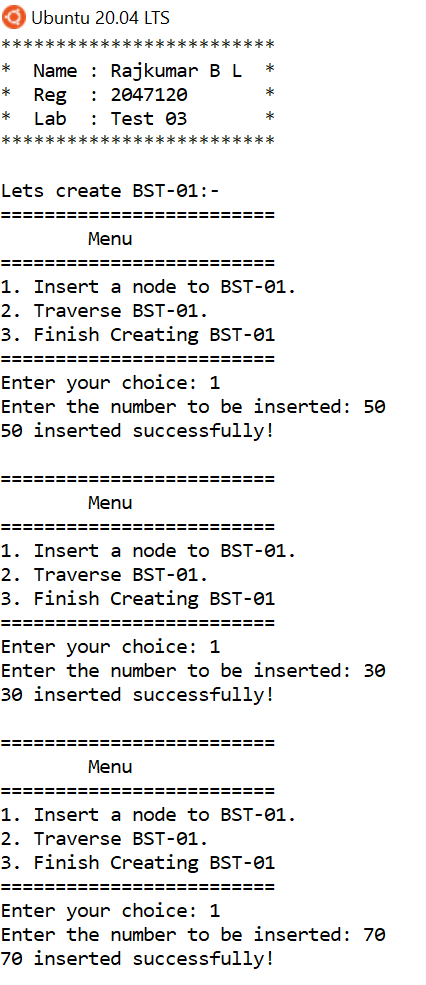 Ubuntu 20.04 LTS
*************************
*  Name : Rajkumar B L  *
*  Reg  : 2047120       *
*  Lab  : Test 03       *
*************************

Lets create BST-01:-
=========================
        Menu
=========================
1. Insert a node to BST-01.
2. Traverse BST-01.
3. Finish Creating BST-01
=========================
Enter your choice: 1
Enter the number to be inserted: 50
50 inserted successfully!

=========================
        Menu
=========================
1. Insert a node to BST-01.
2. Traverse BST-01.
3. Finish Creating BST-01
=========================
Enter your choice: 1
Enter the number to be inserted: 30
30 inserted successfully!

=========================
        Menu
=========================
1. Insert a node to BST-01.
2. Traverse BST-01.
3. Finish Creating BST-01
=========================
Enter your choice: 1
Enter the number to be inserted: 70
70 inserted successfully!